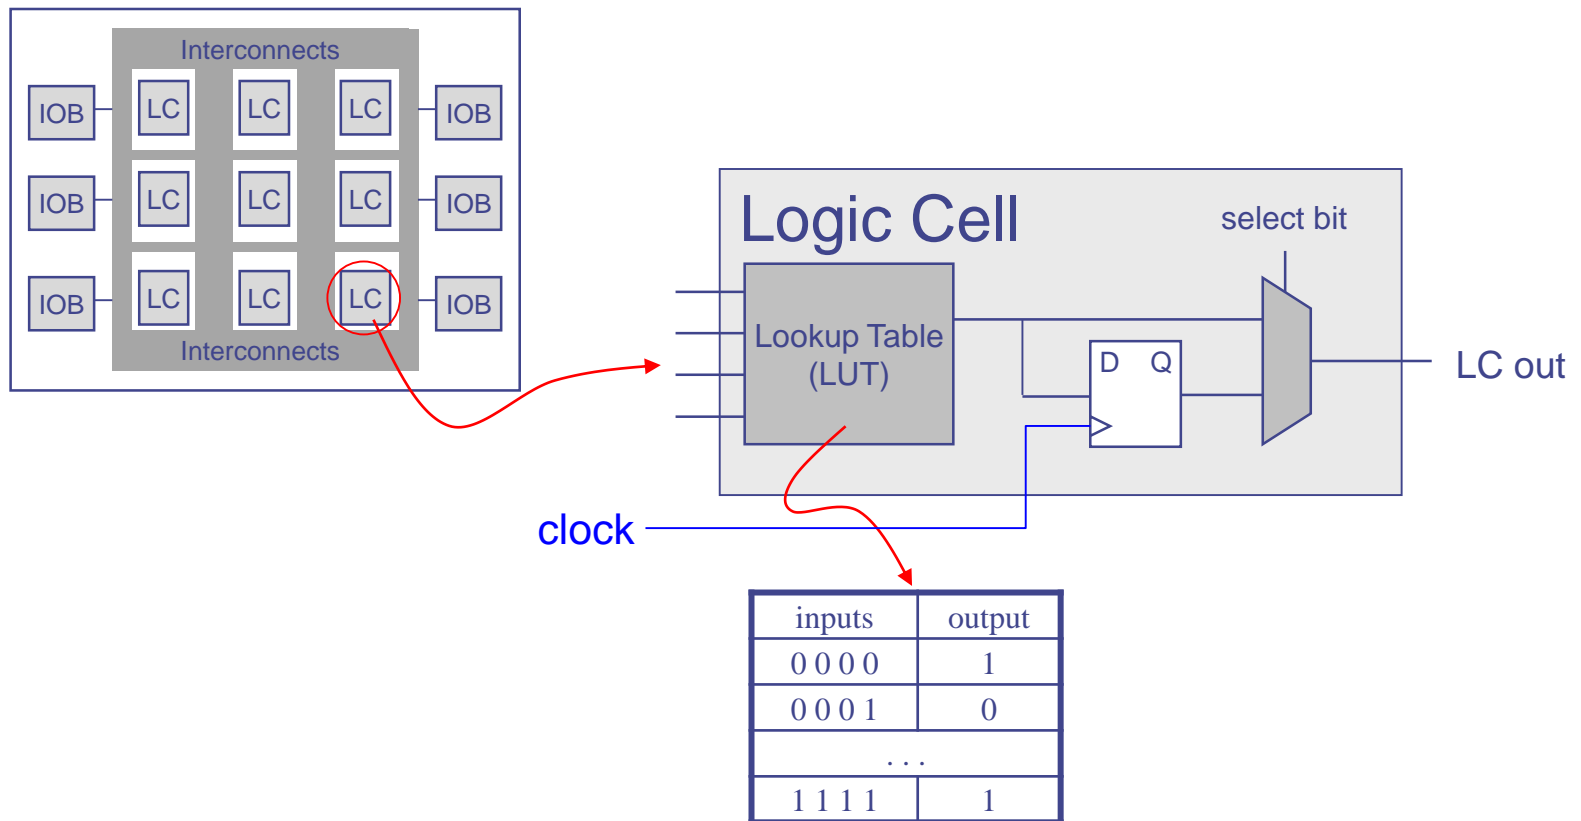 Interconnects
IOB LC LC LC IOB
IOB LC LC LC IOB
IOB LC LC LC IOB
Interconnects
Logic Cell
select bit
Lookup Table
(LUT)
D Q
LC out
clock
inputs output
0 0 0 0 1
0 0 0 1 0
. . .
1 1 1 1 1